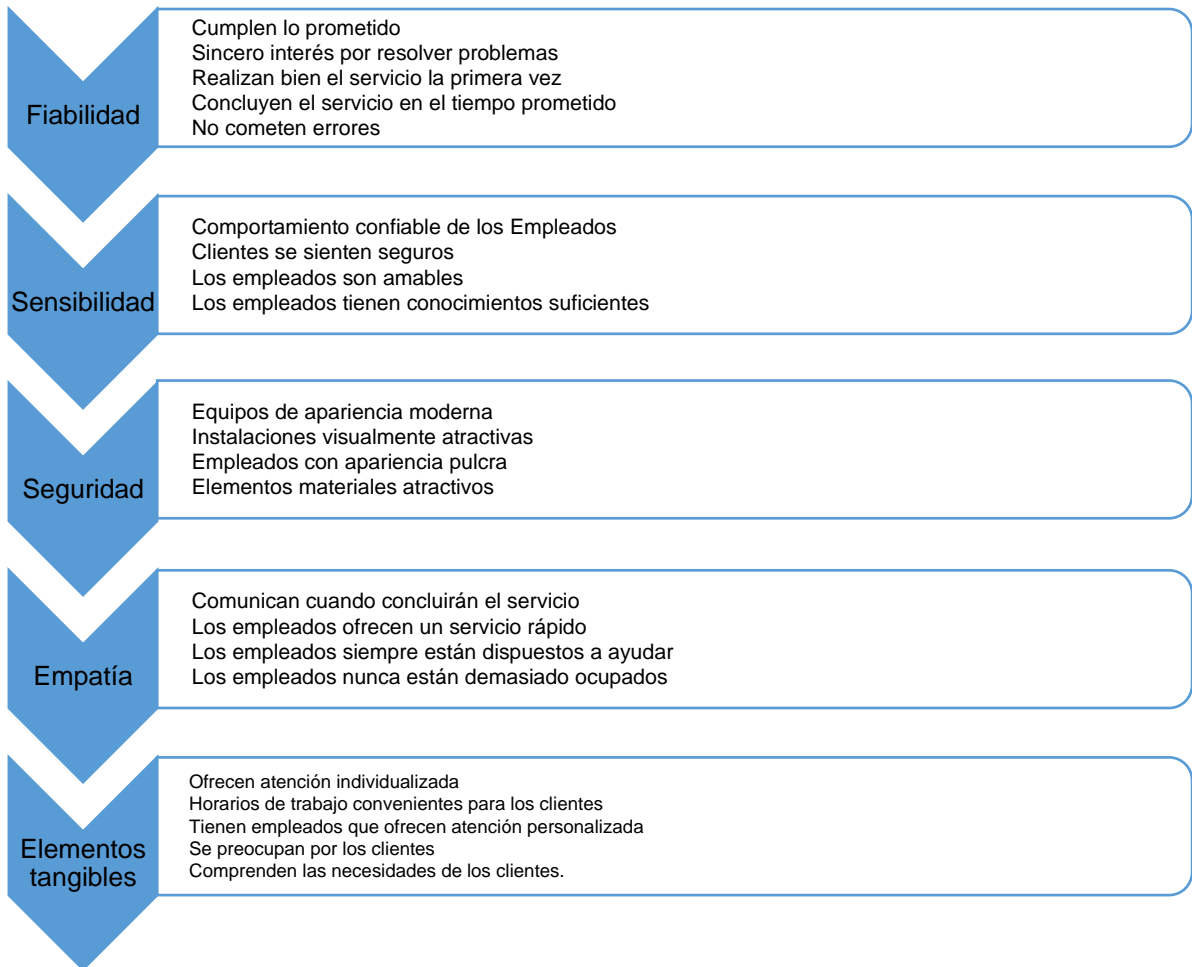 Fiabilidad
Cumplen lo prometido
Sincero interés por resolver problemas
Realizan bien el servicio la primera vez
Concluyen el servicio en el tiempo prometido
No cometen errores
Sensibilidad
Comportamiento confiable de los Empleados
Clientes se sienten seguros
Los empleados son amables
Los empleados tienen conocimientos suficientes
Seguridad
Equipos de apariencia moderna
Instalaciones visualmente atractivas
Empleados con apariencia pulcra
Elementos materiales atractivos
Empatía
Comunican cuando concluirán el servicio
Los empleados ofrecen un servicio rápido
Los empleados siempre están dispuestos a ayudar
Los empleados nunca están demasiado ocupados
Elementos
tangibles
Ofrecen atención individualizada
Horarios de trabajo convenientes para los clientes
Tienen empleados que ofrecen atención personalizada
Se preocupan por los clientes
Comprenden las necesidades de los clientes.